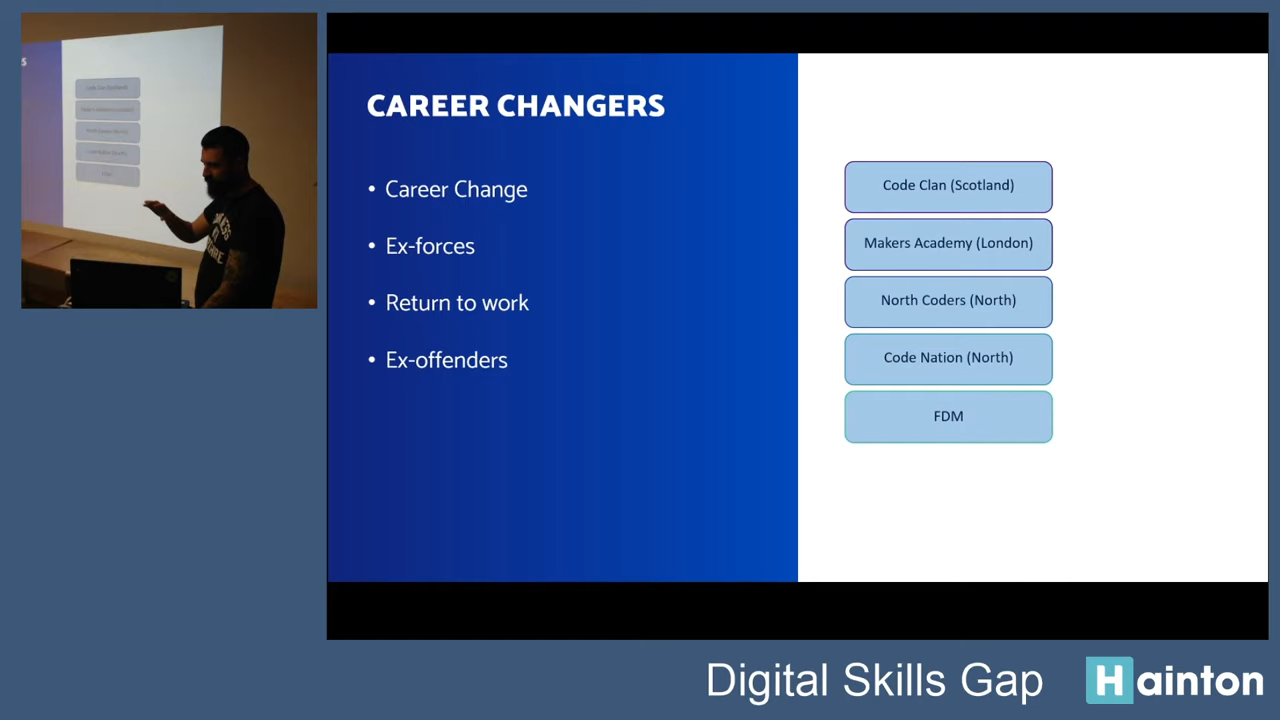 CAREER CHANGERS
• Career Change
• Ex-forces
• Return to work
• Ex-offenders
Code Clan (Scotland)
Makers Academy (London)
North Coders (North)
Code Nation (North)
FDM
Digital Skills Gap
Hainton